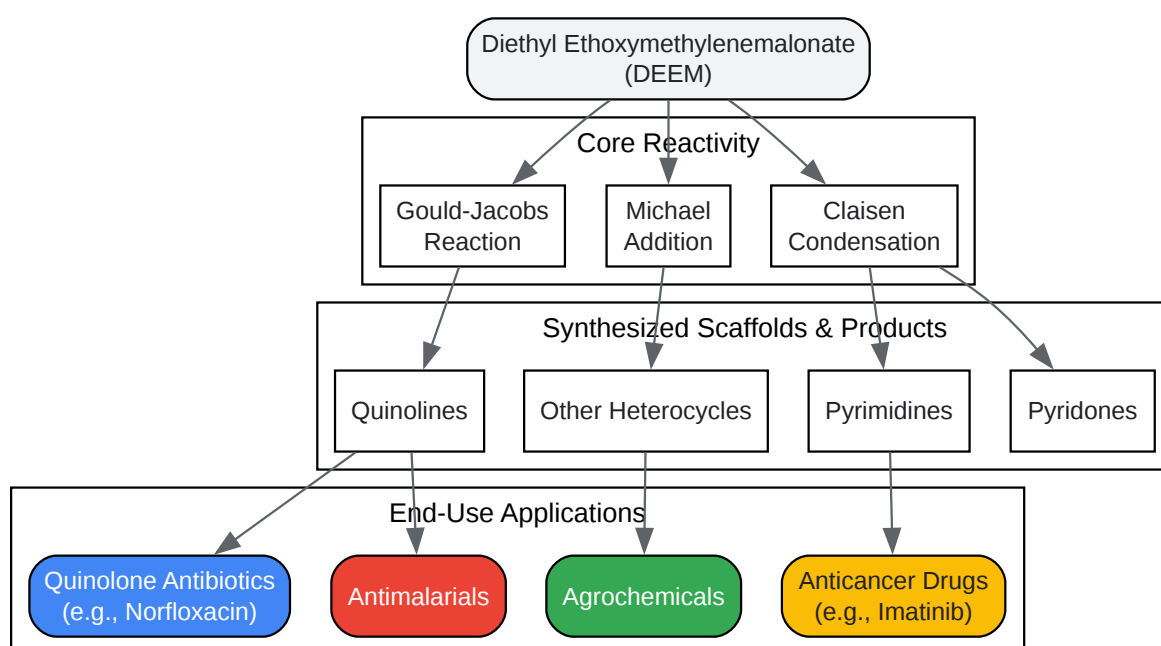 Diethyl Ethoxymethylenemalonate
(DEEM)
Core Reactivity
Gould-Jacobs
Reaction
Michael
Addition
Claisen
Condensation
Synthesized Scaffolds & Products
Quinolines
Other Heterocycles
Pyrimidines
Pyridones
End-Use Applications
Quinolone Antibiotics
(e.g., Norfloxacin)
Antimalarials
Agrochemicals
Anticancer Drugs
(e.g., Imatinib)